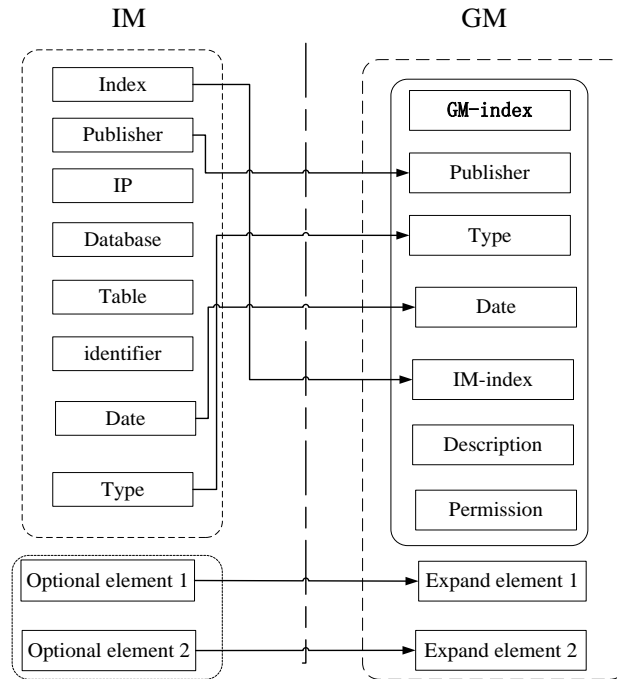 IM
GM
Index
Publisher
IP
Database
Table
identifier
Date
Type
Optional element 1
Optional element 2
GM-index
Publisher
Type
Date
IM-index
Description
Permission
Expand element 1
Expand element 2